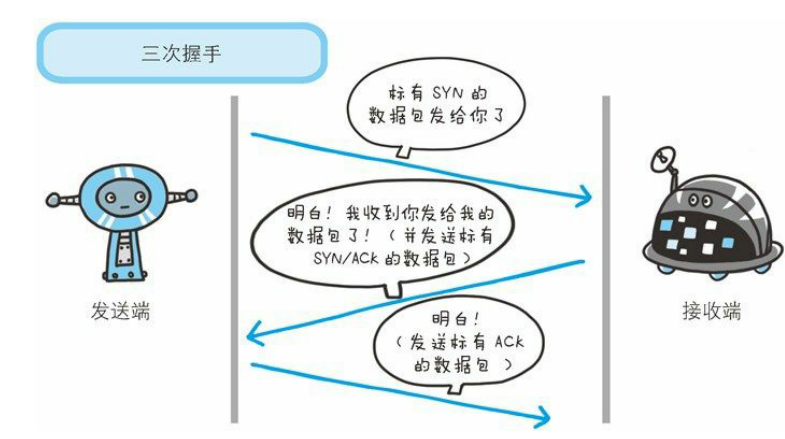 三次握手
标有 SYN 的
数据包发给你了
明白！我收到你发给我的
数据包了！（并发送标有
SYN/ACK 的数据包）
发送端
接收端
明白！
（发送标有 ACK
的数据包）